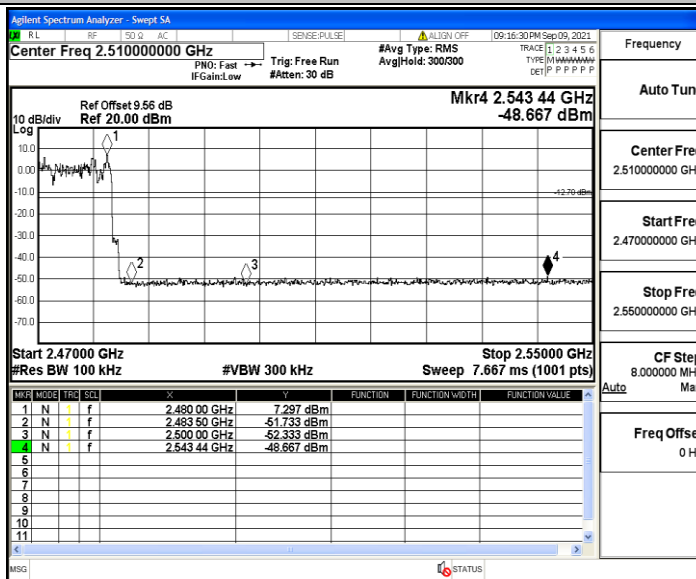 Agilent Spectrum Analyzer - Swept SA
LXI RL RF 50 Ω AC SENSE:PULSE ALIGN OFF 09:16:30 PM Sep 09, 2021
Center Freq 2.510000000 GHz #Avg Type: RMS TRACE 1 2 3 4 5 6
PNO: Fast Trig: Free Run Avg|Hold: 300/300 TYPE M
IFGain:Low #Atten: 30 dB DET P P P P P P
Ref Offset 9.56 dB Mkr4 2.543 44 GHz
10 dB/div Ref 20.00 dBm -48.667 dBm
Log
1
10.0
0.00
-10.0
-12.70 dBm
-20.0
-30.0
-40.0
2 3 4
-50.0
-60.0
-70.0
Start 2.47000 GHz Stop 2.55000 GHz
#Res BW 100 kHz #VBW 300 kHz Sweep 7.667 ms (1001 pts)
MKR MODE TRC SCL X Y FUNCTION FUNCTION WIDTH FUNCTION VALUE
1 N 1 f 2.480 00 GHz 7.297 dBm
2 N 1 f 2.483 50 GHz -51.733 dBm
3 N 1 f 2.500 00 GHz -52.333 dBm
4 N 1 f 2.543 44 GHz -48.667 dBm
5
6
7
8
9
10
11
MSG STATUS
Frequency
Auto Tun
Center Fre
2.510000000 GH
Start Fre
2.470000000 GH
Stop Fre
2.550000000 GH
CF Step
8.000000 MH
Auto Ma
Freq Offse
0 H